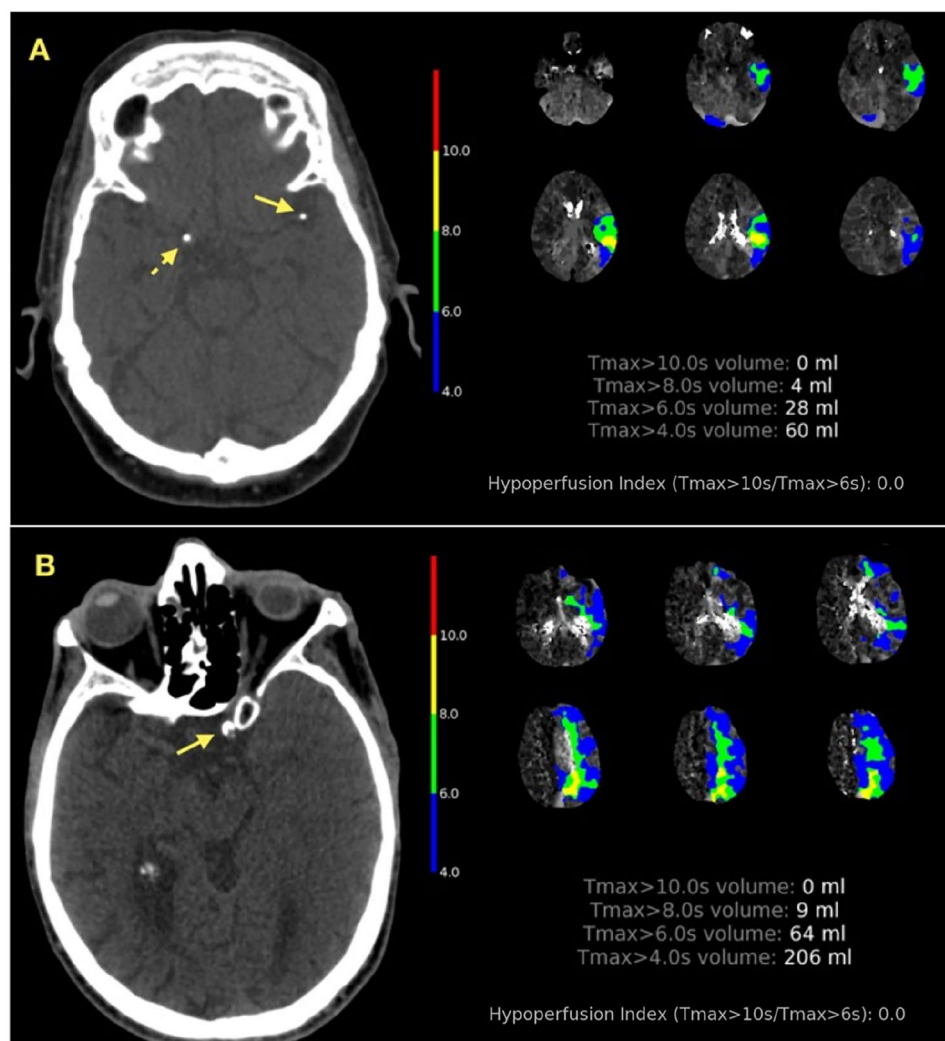 A
10.0
8.0
6.0
4.0
Tmax>10.0s volume: 0 ml
Tmax>8.0s volume: 4 ml
Tmax>6.0s volume: 28 ml
Tmax>4.0s volume: 60 ml
Hypoperfusion Index (Tmax>10s/Tmax>6s): 0.0
B
10.0
8.0
6.0
4.0
Tmax>10.0s volume: 0 ml
Tmax>8.0s volume: 9 ml
Tmax>6.0s volume: 64 ml
Tmax>4.0s volume: 206 ml
Hypoperfusion Index (Tmax>10s/Tmax>6s): 0.0